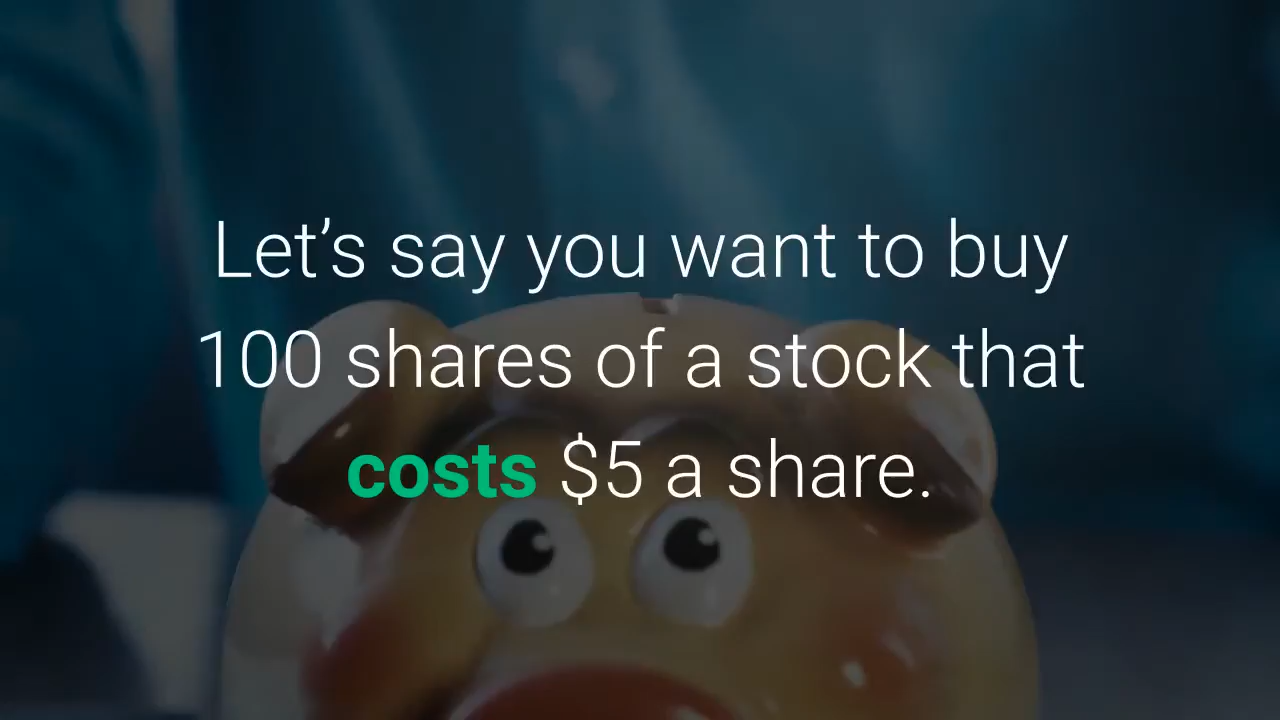 Let’s say you want to buy
100 shares of a stock that
costs $5 a share.